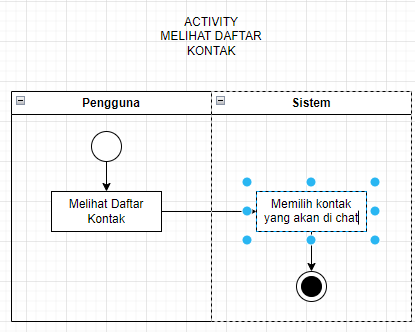 ACTIVITY
MELIHAT DAFTAR
KONTAK
Pengguna
Sistem
Melihat Daftar
Kontak
Memilih kontak
yang akan di chat